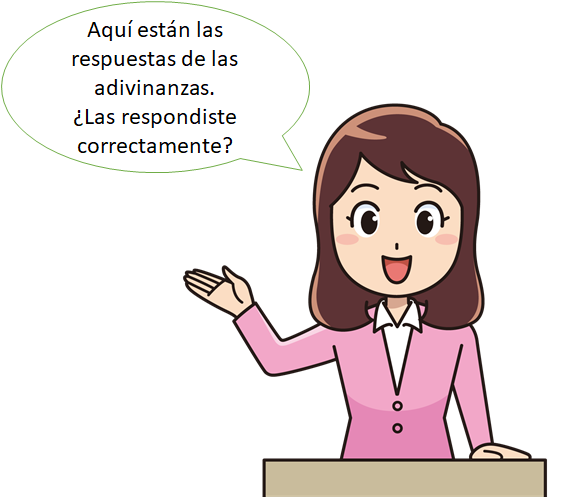 Aquí están las
respuestas de las
adivinanzas.
¿Las respondiste
correctamente?